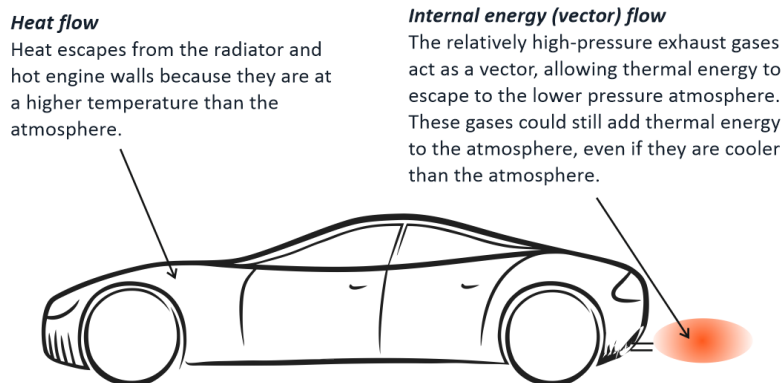 Heat flow
Heat escapes from the radiator and
hot engine walls because they are at
a higher temperature than the
atmosphere.
Internal energy (vector) flow
The relatively high-pressure exhaust gases
act as a vector, allowing thermal energy to
escape to the lower pressure atmosphere.
These gases could still add thermal energy
to the atmosphere, even if they are cooler
than the atmosphere.